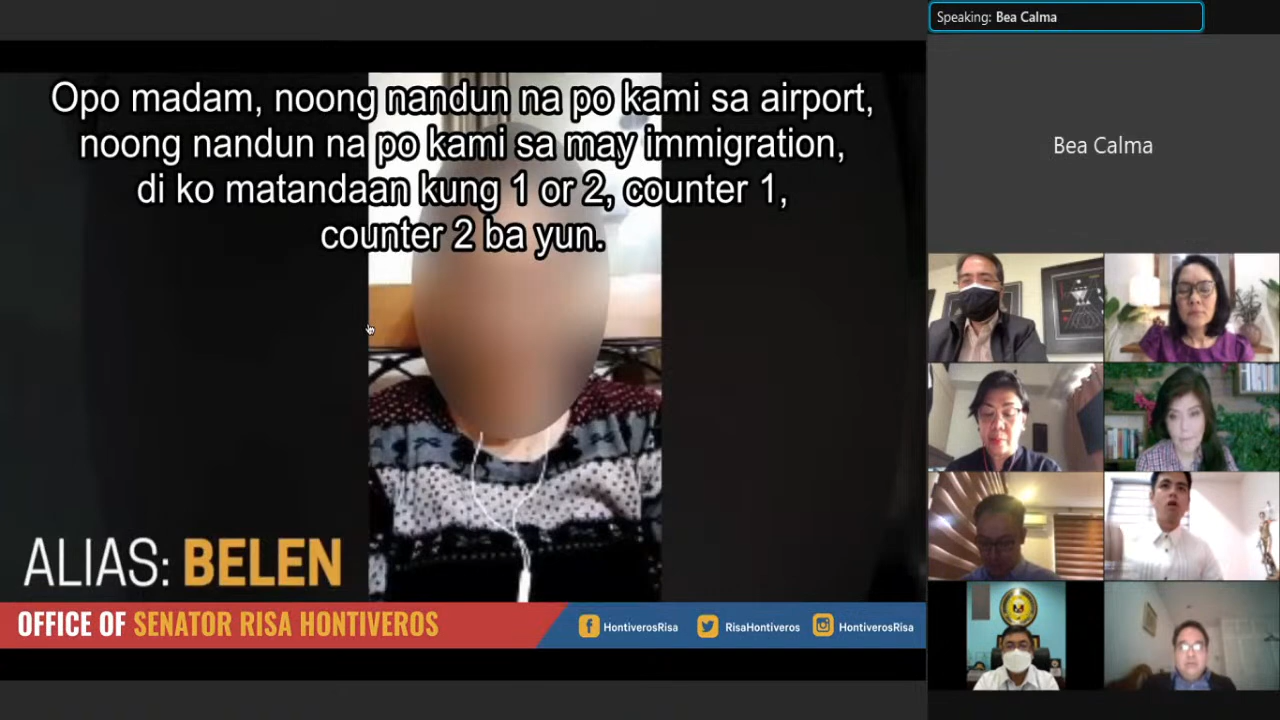 Speaking: Bea Calma
Opo madam, noong nandun na po kami sa airport,
noong nandun na po kami sa may immigration,
di ko matandaan kung 1 or 2, counter 1,
counter 2 ba yun.
Bea Calma
ALIAS: BELEN
OFFICE OF SENATOR RISA HONTIVEROS
HontiverosRisa
RisaHontiveros
HontiverosRisa